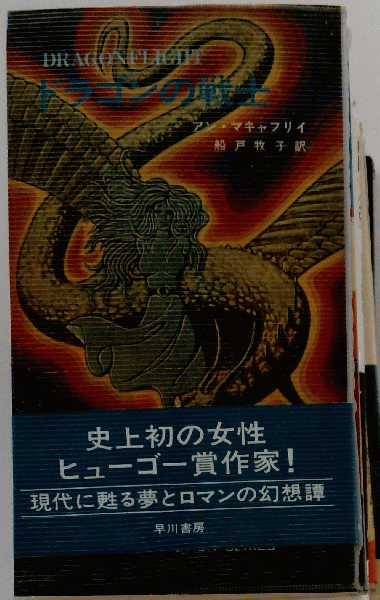 DRAGONFLIGHT
ドラゴンの戦士
アン・マキャフリイ
船戸牧子訳
史上初の女性
ヒューゴー賞作家!
現代に甦る夢とロマンの幻想譚
早川書房
SERIES